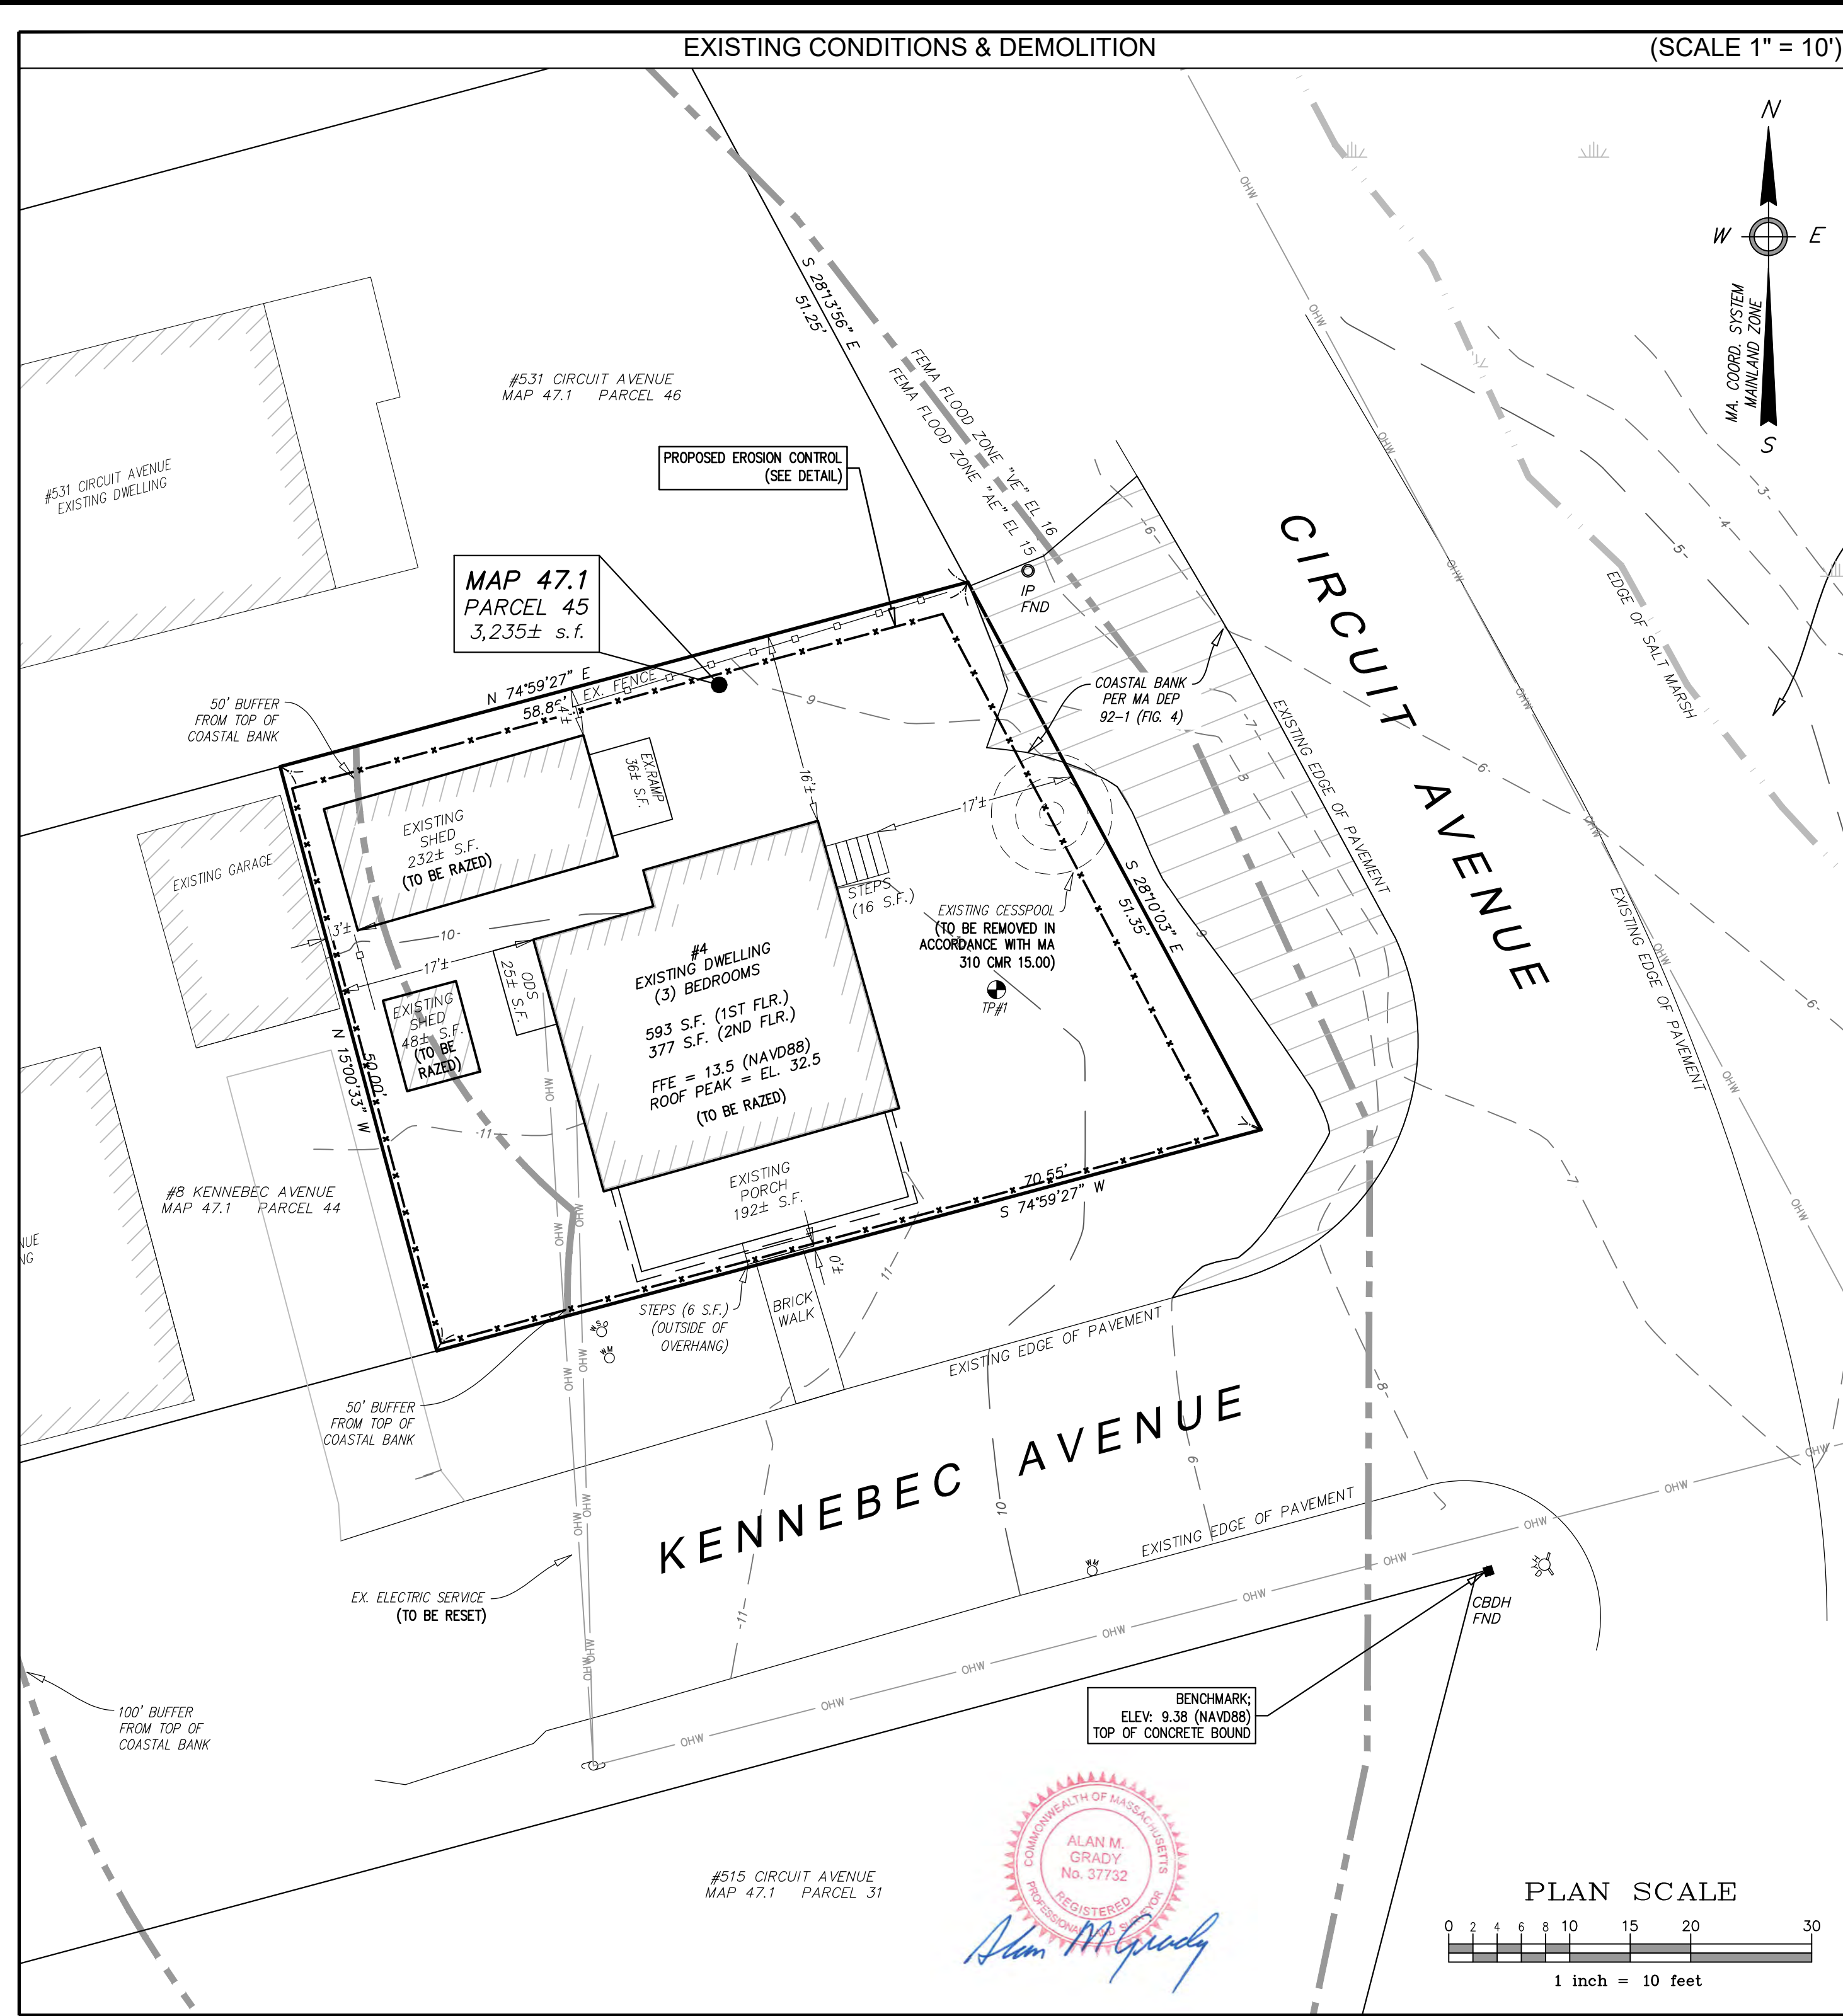 EXISTING CONDITIONS & DEMOLITION
(SCALE 1" = 10')
N
W
E
S
MA. COORD. SYSTEM
MAINLAND ZONE
S 28°13'56" E
51.25'
#531 CIRCUIT AVENUE
MAP 47.1 PARCEL 46
#531 CIRCUIT AVENUE
EXISTING DWELLING
FEMA FLOOD ZONE "VE" EL 16
FEMA FLOOD ZONE "AE" EL 15
PROPOSED EROSION CONTROL
(SEE DETAIL)
MAP 47.1
PARCEL 45
3,235± s.f.
IP
FND
CIRCUIT AVENUE
EDGE OF SALT MARSH
N 74°59'27" E
EX. FENCE
50' BUFFER
FROM TOP OF
COASTAL BANK
COASTAL BANK
PER MA DEP
92-1 (FIG. 4)
EXISTING EDGE OF PAVEMENT
EXISTING EDGE OF PAVEMENT
EX.RAMP
36± S.F.
16'±
17'±
EXISTING
SHED
232± S.F.
(TO BE RAZED)
EXISTING GARAGE
STEPS
(16 S.F.)
S 28°10'03" E
51.35'
EXISTING CESSPOOL
(TO BE REMOVED IN
ACCORDANCE WITH MA
310 CMR 15.00)
TP#1
3'±
17'±
ODS
25± S.F.
#4
EXISTING DWELLING
(3) BEDROOMS
593 S.F. (1ST FLR.)
377 S.F. (2ND FLR.)
FFE = 13.5 (NAVD88)
ROOF PEAK = EL. 32.5
(TO BE RAZED)
EXISTING
SHED
48± S.F.
(TO BE
RAZED)
N 15°00'33" W
50.00'
#8 KENNEBEC AVENUE
MAP 47.1 PARCEL 44
EXISTING
PORCH
192± S.F.
70.55'
S 74°59'27" W
0'±
STEPS (6 S.F.)
(OUTSIDE OF
OVERHANG)
BRICK
WALK
WSO
WM
EXISTING EDGE OF PAVEMENT
50' BUFFER
FROM TOP OF
COASTAL BANK
KENNEBEC AVENUE
EXISTING EDGE OF PAVEMENT
WM
EX. ELECTRIC SERVICE
(TO BE RESET)
CBDH
FND
BENCHMARK;
ELEV: 9.38 (NAVD88)
TOP OF CONCRETE BOUND
100' BUFFER
FROM TOP OF
COASTAL BANK
#515 CIRCUIT AVENUE
MAP 47.1 PARCEL 31
COMMONWEALTH OF MASSACHUSETTS
ALAN M.
GRADY
No. 37732
REGISTERED
PROFESSIONAL LAND SURVEYOR
Alan M Grady
PLAN SCALE
0 2 4 6 8 10 15 20 30
1 inch = 10 feet